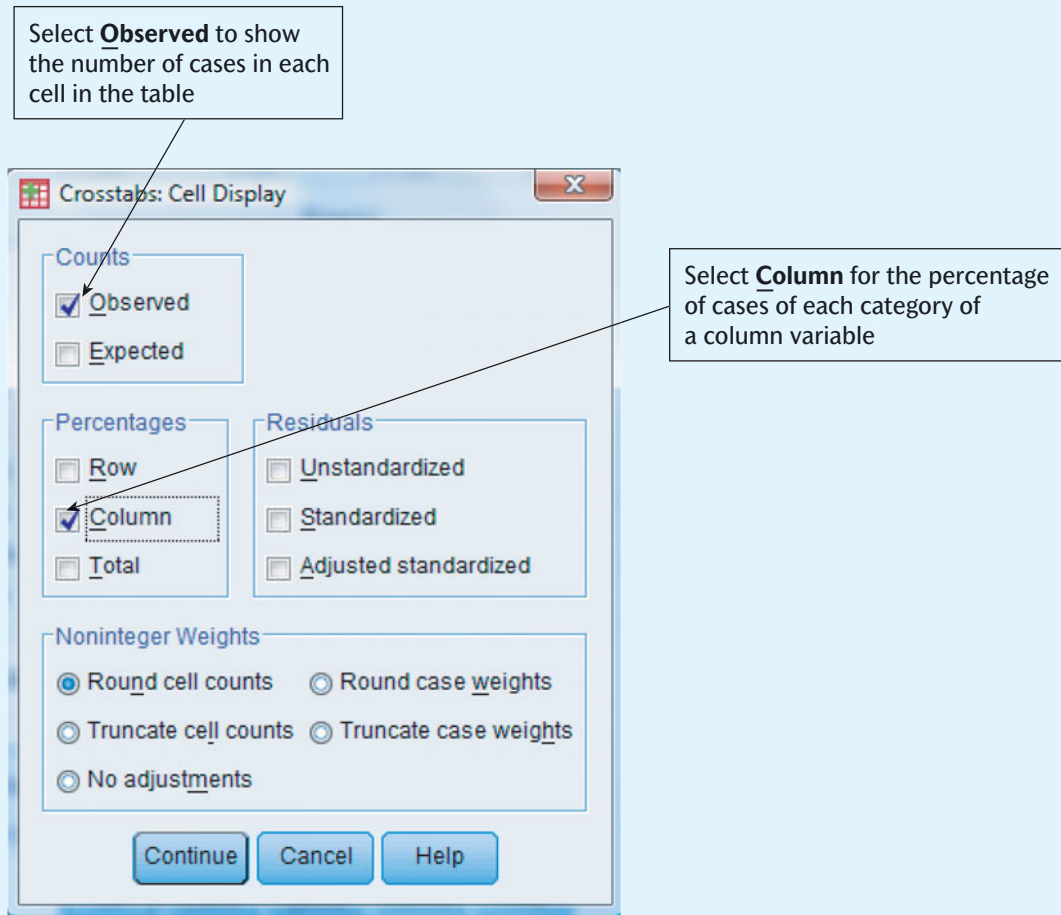 Select Observed to show
the number of cases in each
cell in the table
Crosstabs: Cell Display
Counts
Observed
Expected
Select Column for the percentage
of cases of each category of
a column variable
Percentages
Row
Column
Total
Residuals
Unstandardized
Standardized
Adjusted standardized
Noninteger Weights
Round cell counts Round case weights
Truncate cell counts Truncate case weights
No adjustments
Continue Cancel Help